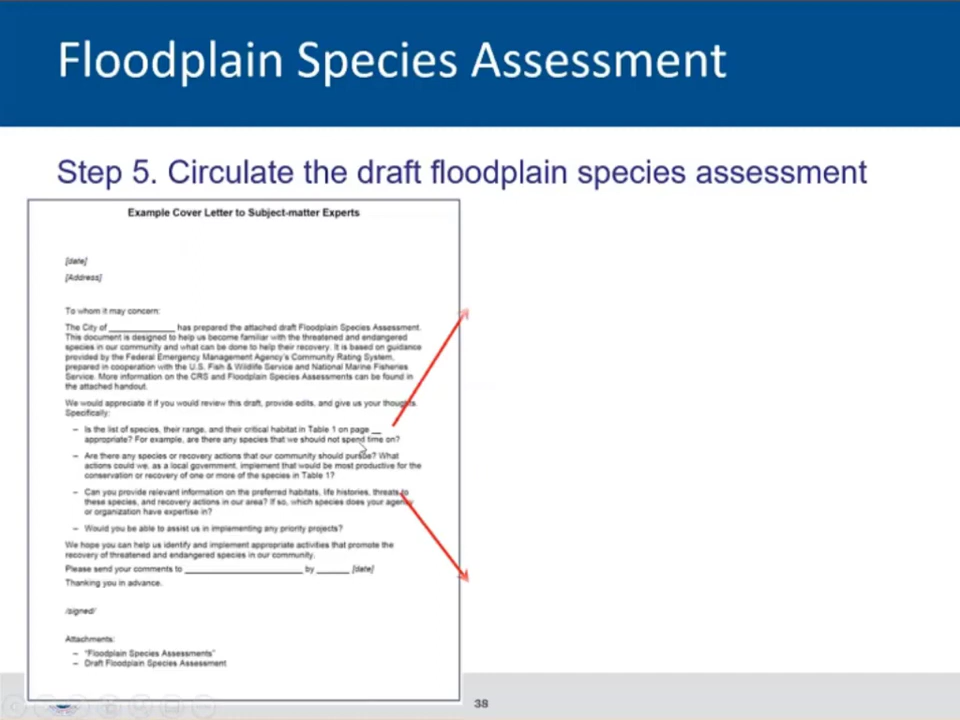 Floodplain Species Assessment
Step 5. Circulate the draft floodplain species assessment
Example Cover Letter to Subject-matter Experts
[date]
[Address]
To whom it may concern:
The City of ______________ has prepared the attached draft Floodplain Species Assessment.
This document is designed to help us become familiar with the threatened and endangered
species in our community and what can be done to help their recovery. It is based on guidance
provided by the Federal Emergency Management Agency's Community Rating System,
prepared in cooperation with the U.S. Fish & Wildlife Service and National Marine Fisheries
Service. More information on the CRS and Floodplain Species Assessments can be found in
the attached handout.
We would appreciate it if you would review this draft, provide edits, and give us your thoughts.
Specifically:
– Is the list of species, their range, and their critical habitat in Table 1 on page __
appropriate? For example, are there any species that we should not spend time on?
– Are there any species or recovery actions that our community should pursue? What
actions could we, as a local government, implement that would be most productive for the
conservation or recovery of one or more of the species in Table 1?
– Can you provide relevant information on the preferred habitats, life histories, threats to
these species, and recovery actions in our area? If so, which species does your agency
or organization have expertise in?
– Would you be able to assist us in implementing any priority projects?
We hope you can help us identify and implement appropriate activities that promote the
recovery of threatened and endangered species in our community.
Please send your comments to _________________________ by _______ [date]
Thanking you in advance.
/signed/
Attachments:
– "Floodplain Species Assessments"
– Draft Floodplain Species Assessment
38